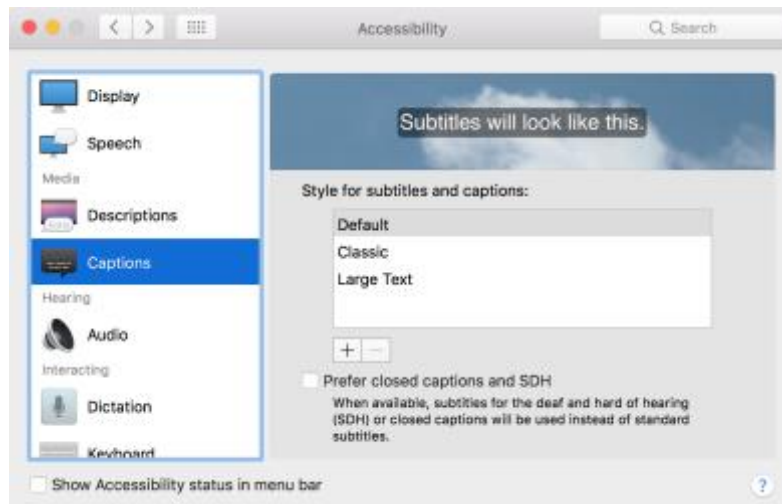 Accessibility
Search
Display
Speech
Media
Descriptions
Captions
Hearing
Audio
Interacting
Dictation
Keyboard
Subtitles will look like this.
Style for subtitles and captions:
Default
Classic
Large Text
+ −
Prefer closed captions and SDH
When available, subtitles for the deaf and hard of hearing
(SDH) or closed captions will be used instead of standard
subtitles.
Show Accessibility status in menu bar
?